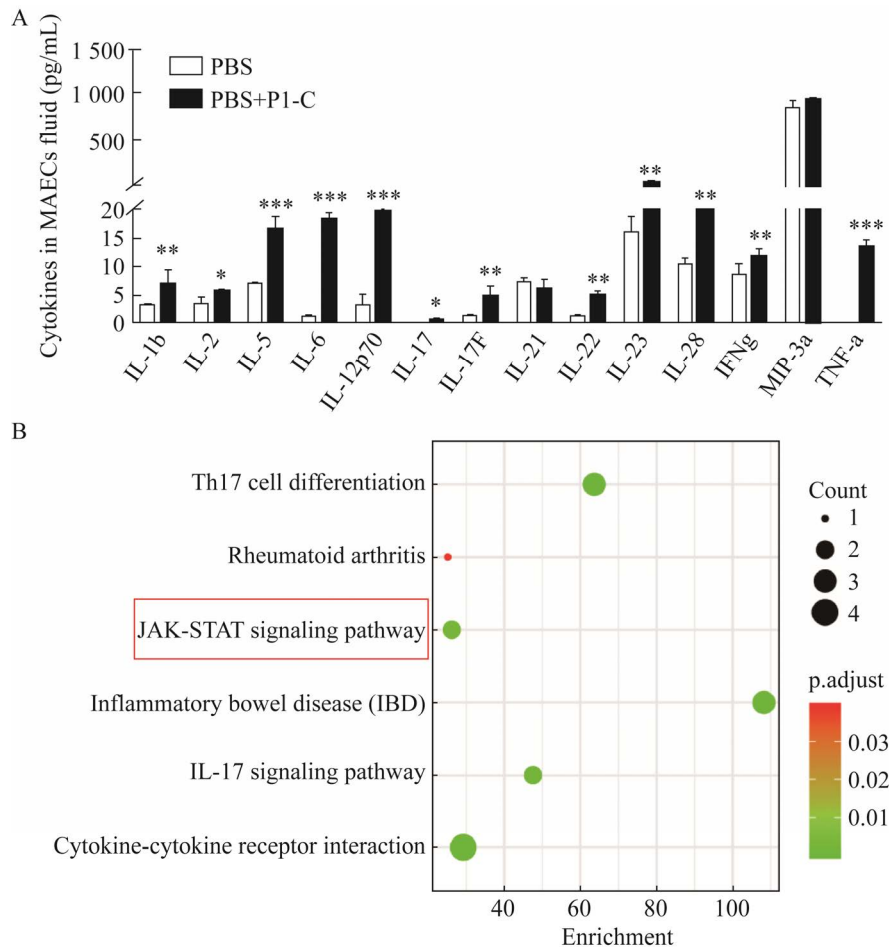 A
Cytokines in MAECs fluid (pg/mL)
1 500
1 000
500
20
15
10
5
0
PBS
PBS+P1-C
** * *** *** *** * ** ** ** ** ** ***
IL-1b IL-2 IL-5 IL-6 IL-12p70 IL-17 IL-17F IL-21 IL-22 IL-23 IL-28 IFNg MIP-3a TNF-a
B
Th17 cell differentiation
Rheumatoid arthritis
JAK-STAT signaling pathway
Inflammatory bowel disease (IBD)
IL-17 signaling pathway
Cytokine-cytokine receptor interaction
40 60 80 100
Enrichment
Count
1
2
3
4
p.adjust
0.03
0.02
0.01